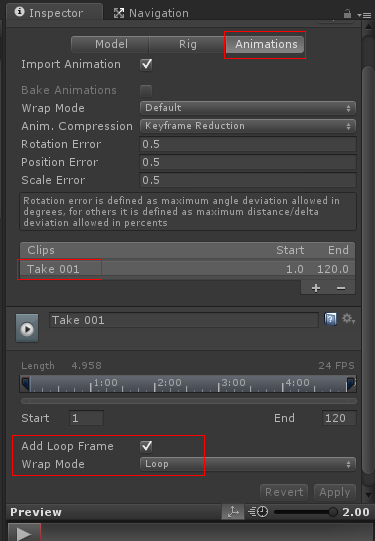 Inspector Navigation
Model Rig Animations
Import Animation
Bake Animations
Wrap Mode Default
Anim. Compression Keyframe Reduction
Rotation Error 0.5
Position Error 0.5
Scale Error 0.5
Rotation error is defined as maximum angle deviation allowed in
degrees, for others it is defined as maximum distance/delta
deviation allowed in percents
Clips Start End
Take 001 1.0 120.0
Take 001
Length 4.958 24 FPS
1:00 2:00 3:00 4:00
Start 1 End 120
Add Loop Frame
Wrap Mode Loop
Revert Apply
Preview 2.00